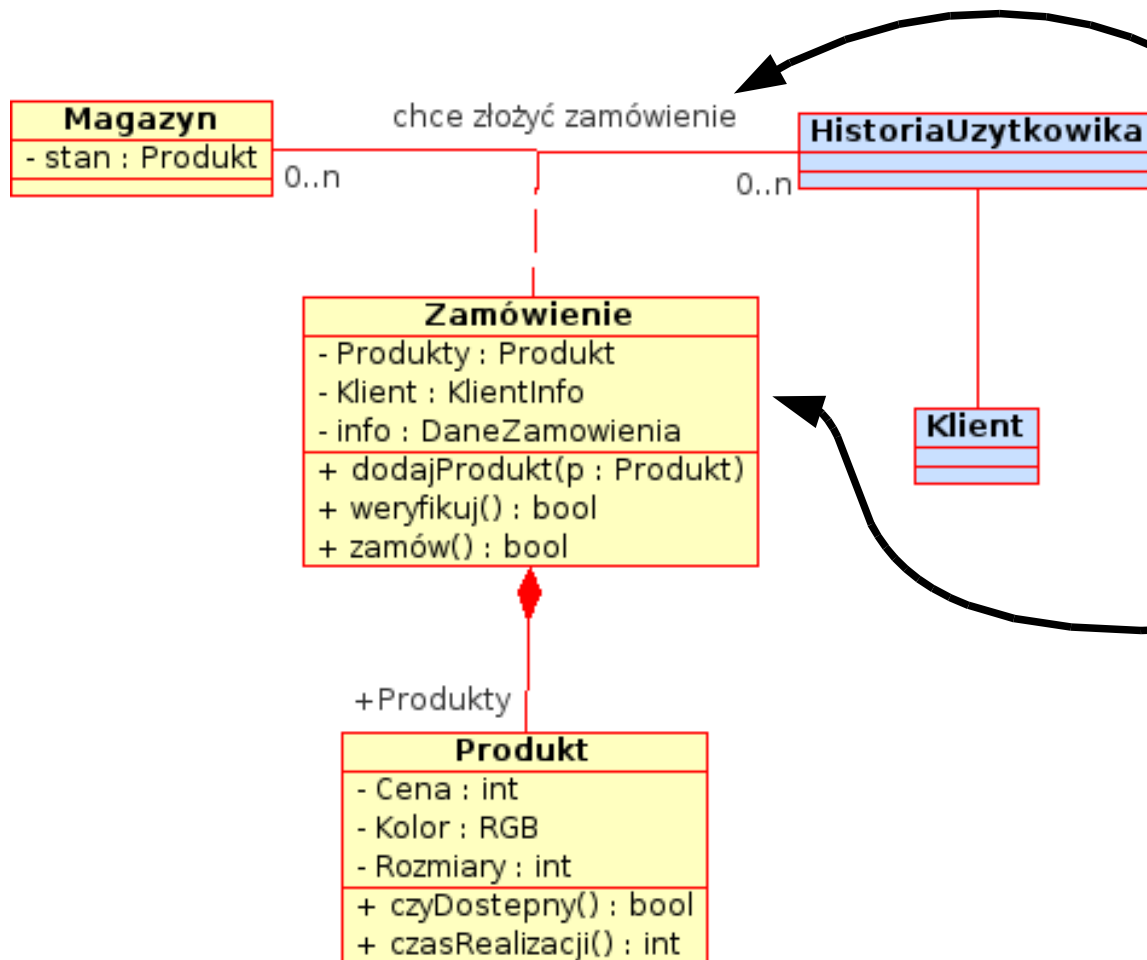 chce złożyć zamówienie
Magazyn
- stan : Produkt
0..n
0..n
HistoriaUzytkowika
Zamówienie
- Produkty : Produkt
- Klient : KlientInfo
- info : DaneZamowienia
+ dodajProdukt(p : Produkt)
+ weryfikuj() : bool
+ zamów() : bool
Klient
+Produkty
Produkt
- Cena : int
- Kolor : RGB
- Rozmiary : int
+ czyDostepny() : bool
+ czasRealizacji() : int